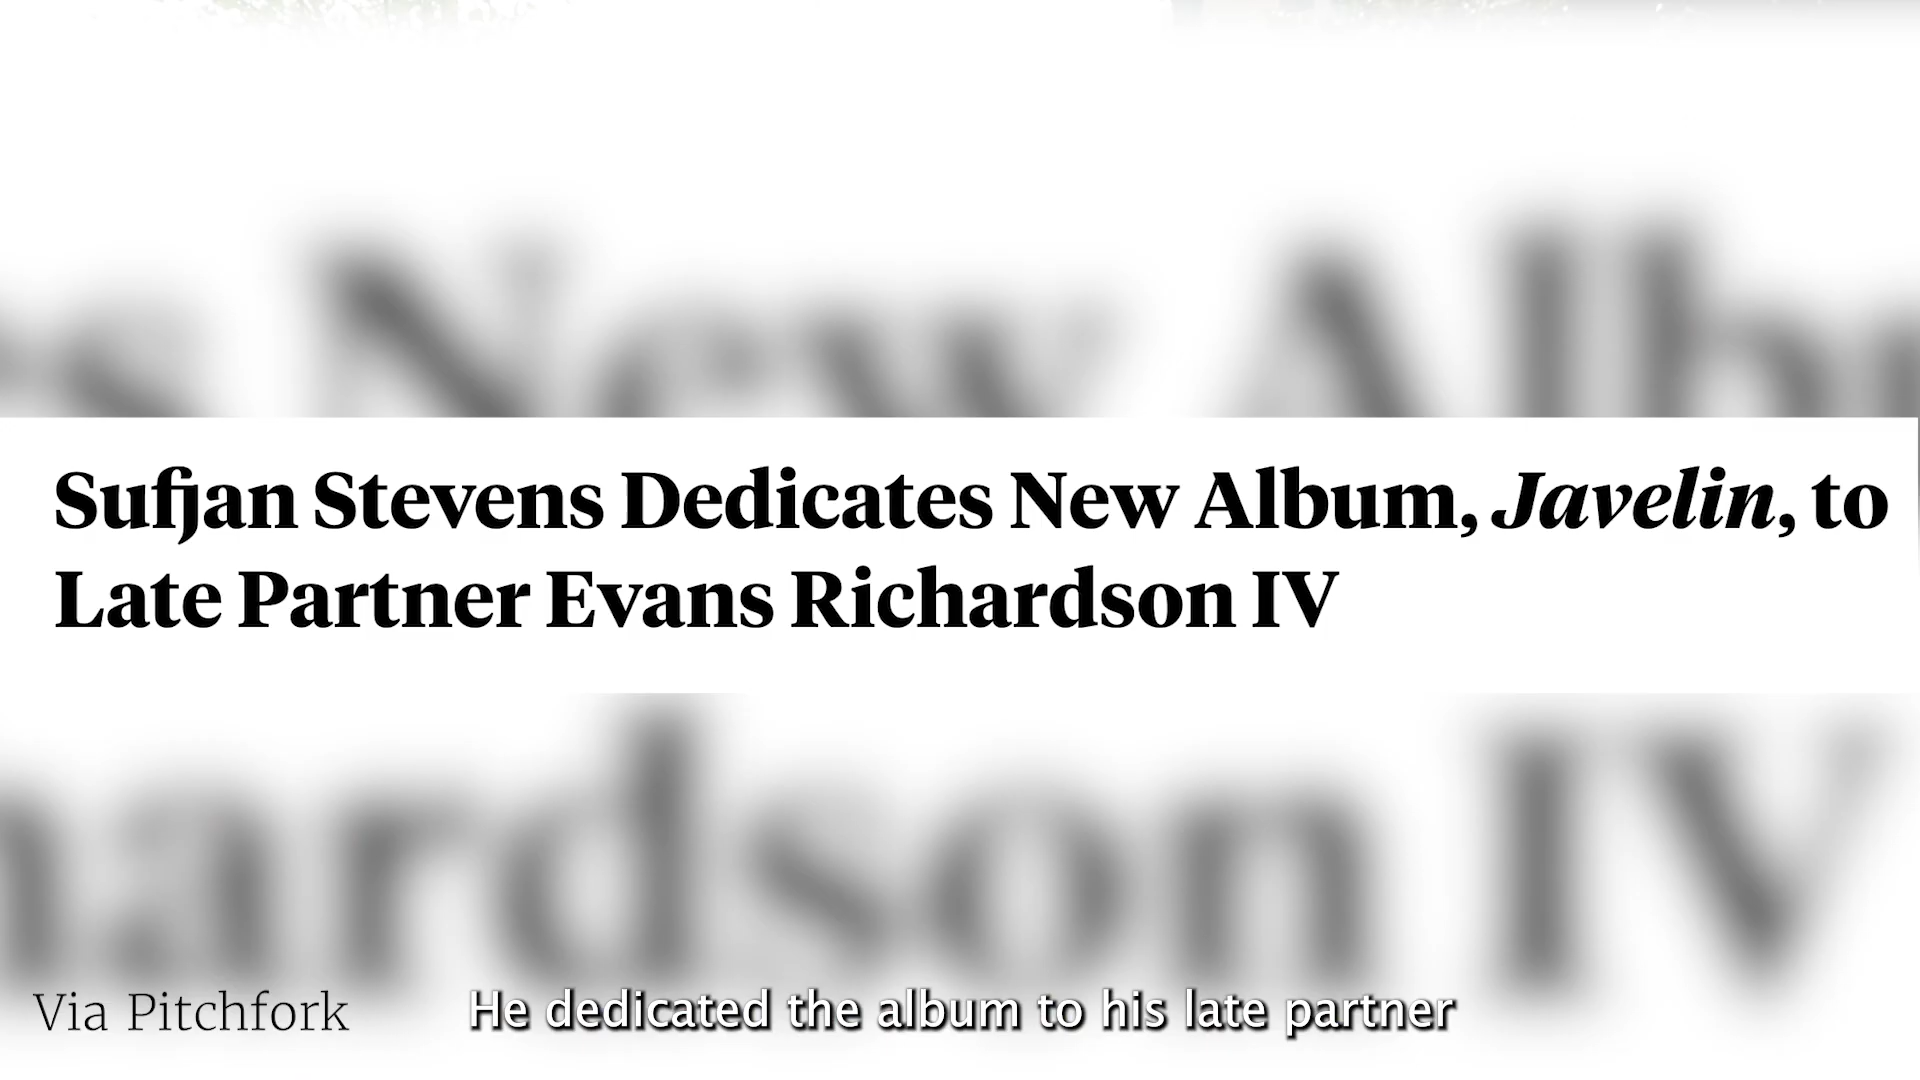 Sufjan Stevens Dedicates New Album, Javelin, to
Late Partner Evans Richardson IV
Via Pitchfork
He dedicated the album to his late partner